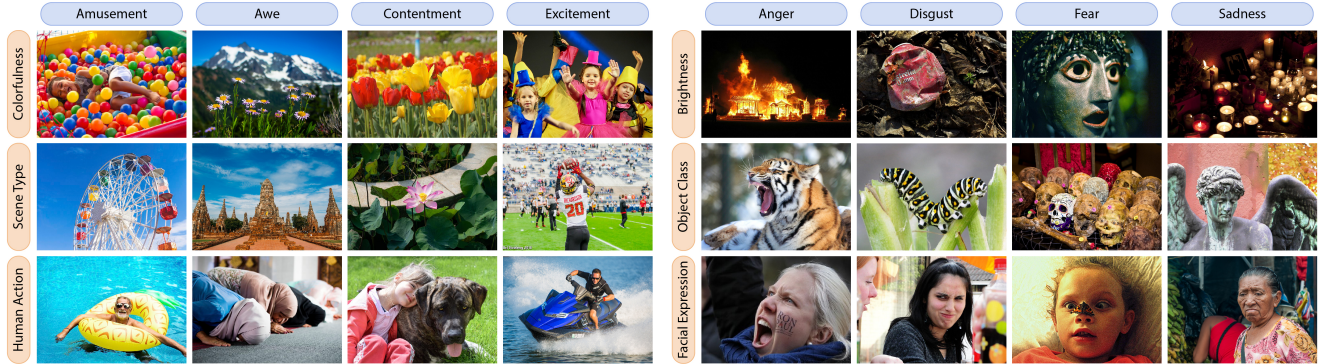 Amusement
Awe
Contentment
Excitement
Anger
Disgust
Fear
Sadness
Colorfulness
Brightness
Scene Type
Object Class
20
Human Action
Facial Expression